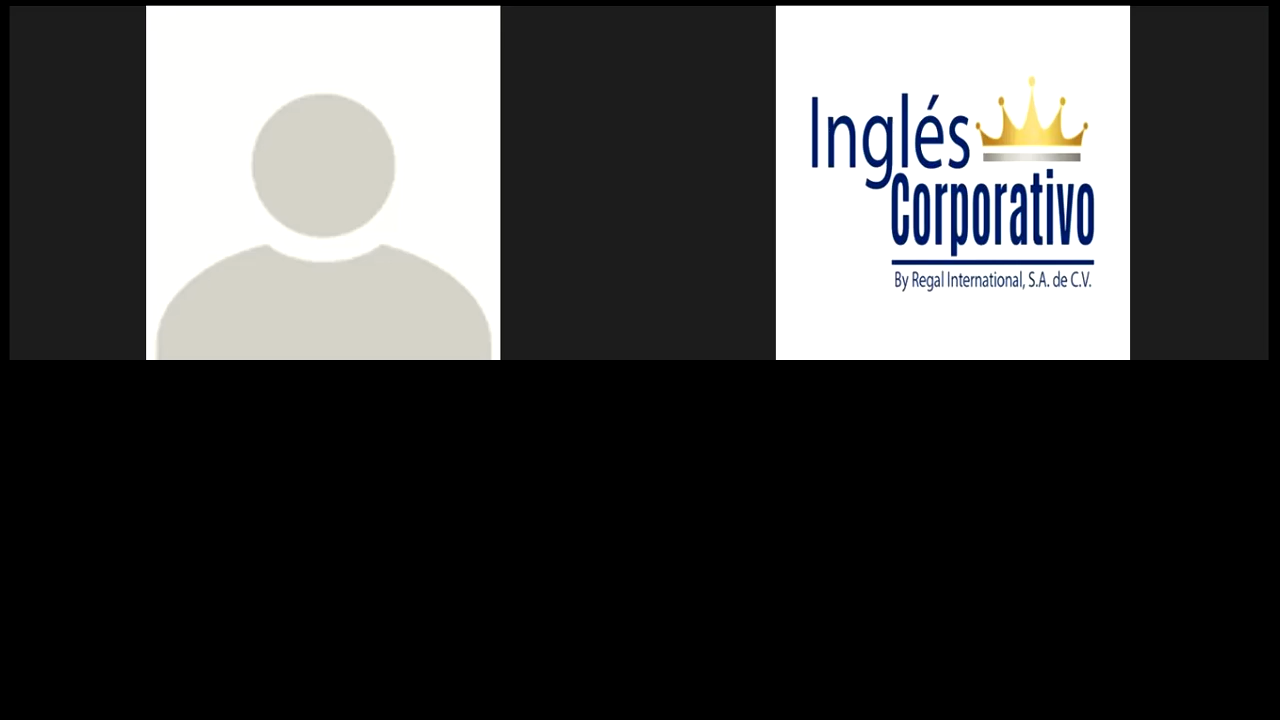 Inglés
Corporativo
By Regal International, S.A. de C.V.